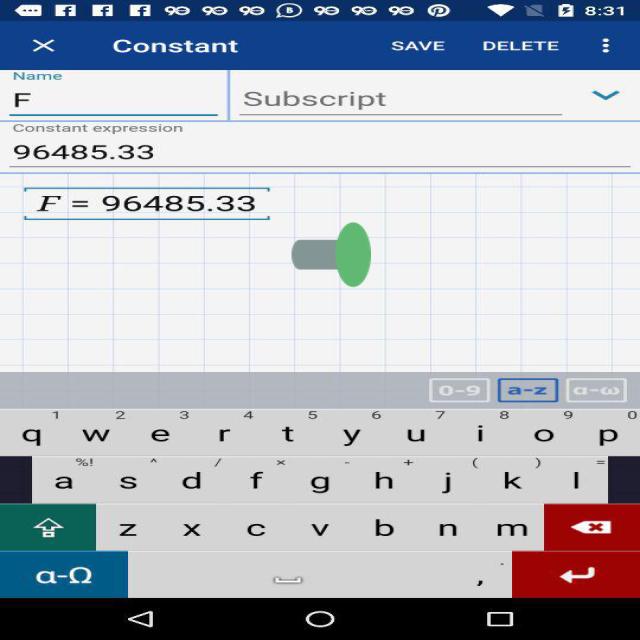 8:31
Constant SAVE DELETE
Name
F Subscript
Constant expression
96485.33
F = 96485.33
0-9 a-z α-ω
1 2 3 4 5 6 7 8 9 0
q w e r t y u i o p
%! ^ / × - + ( ) =
a s d f g h j k l
z x c v b n m
α-Ω , .